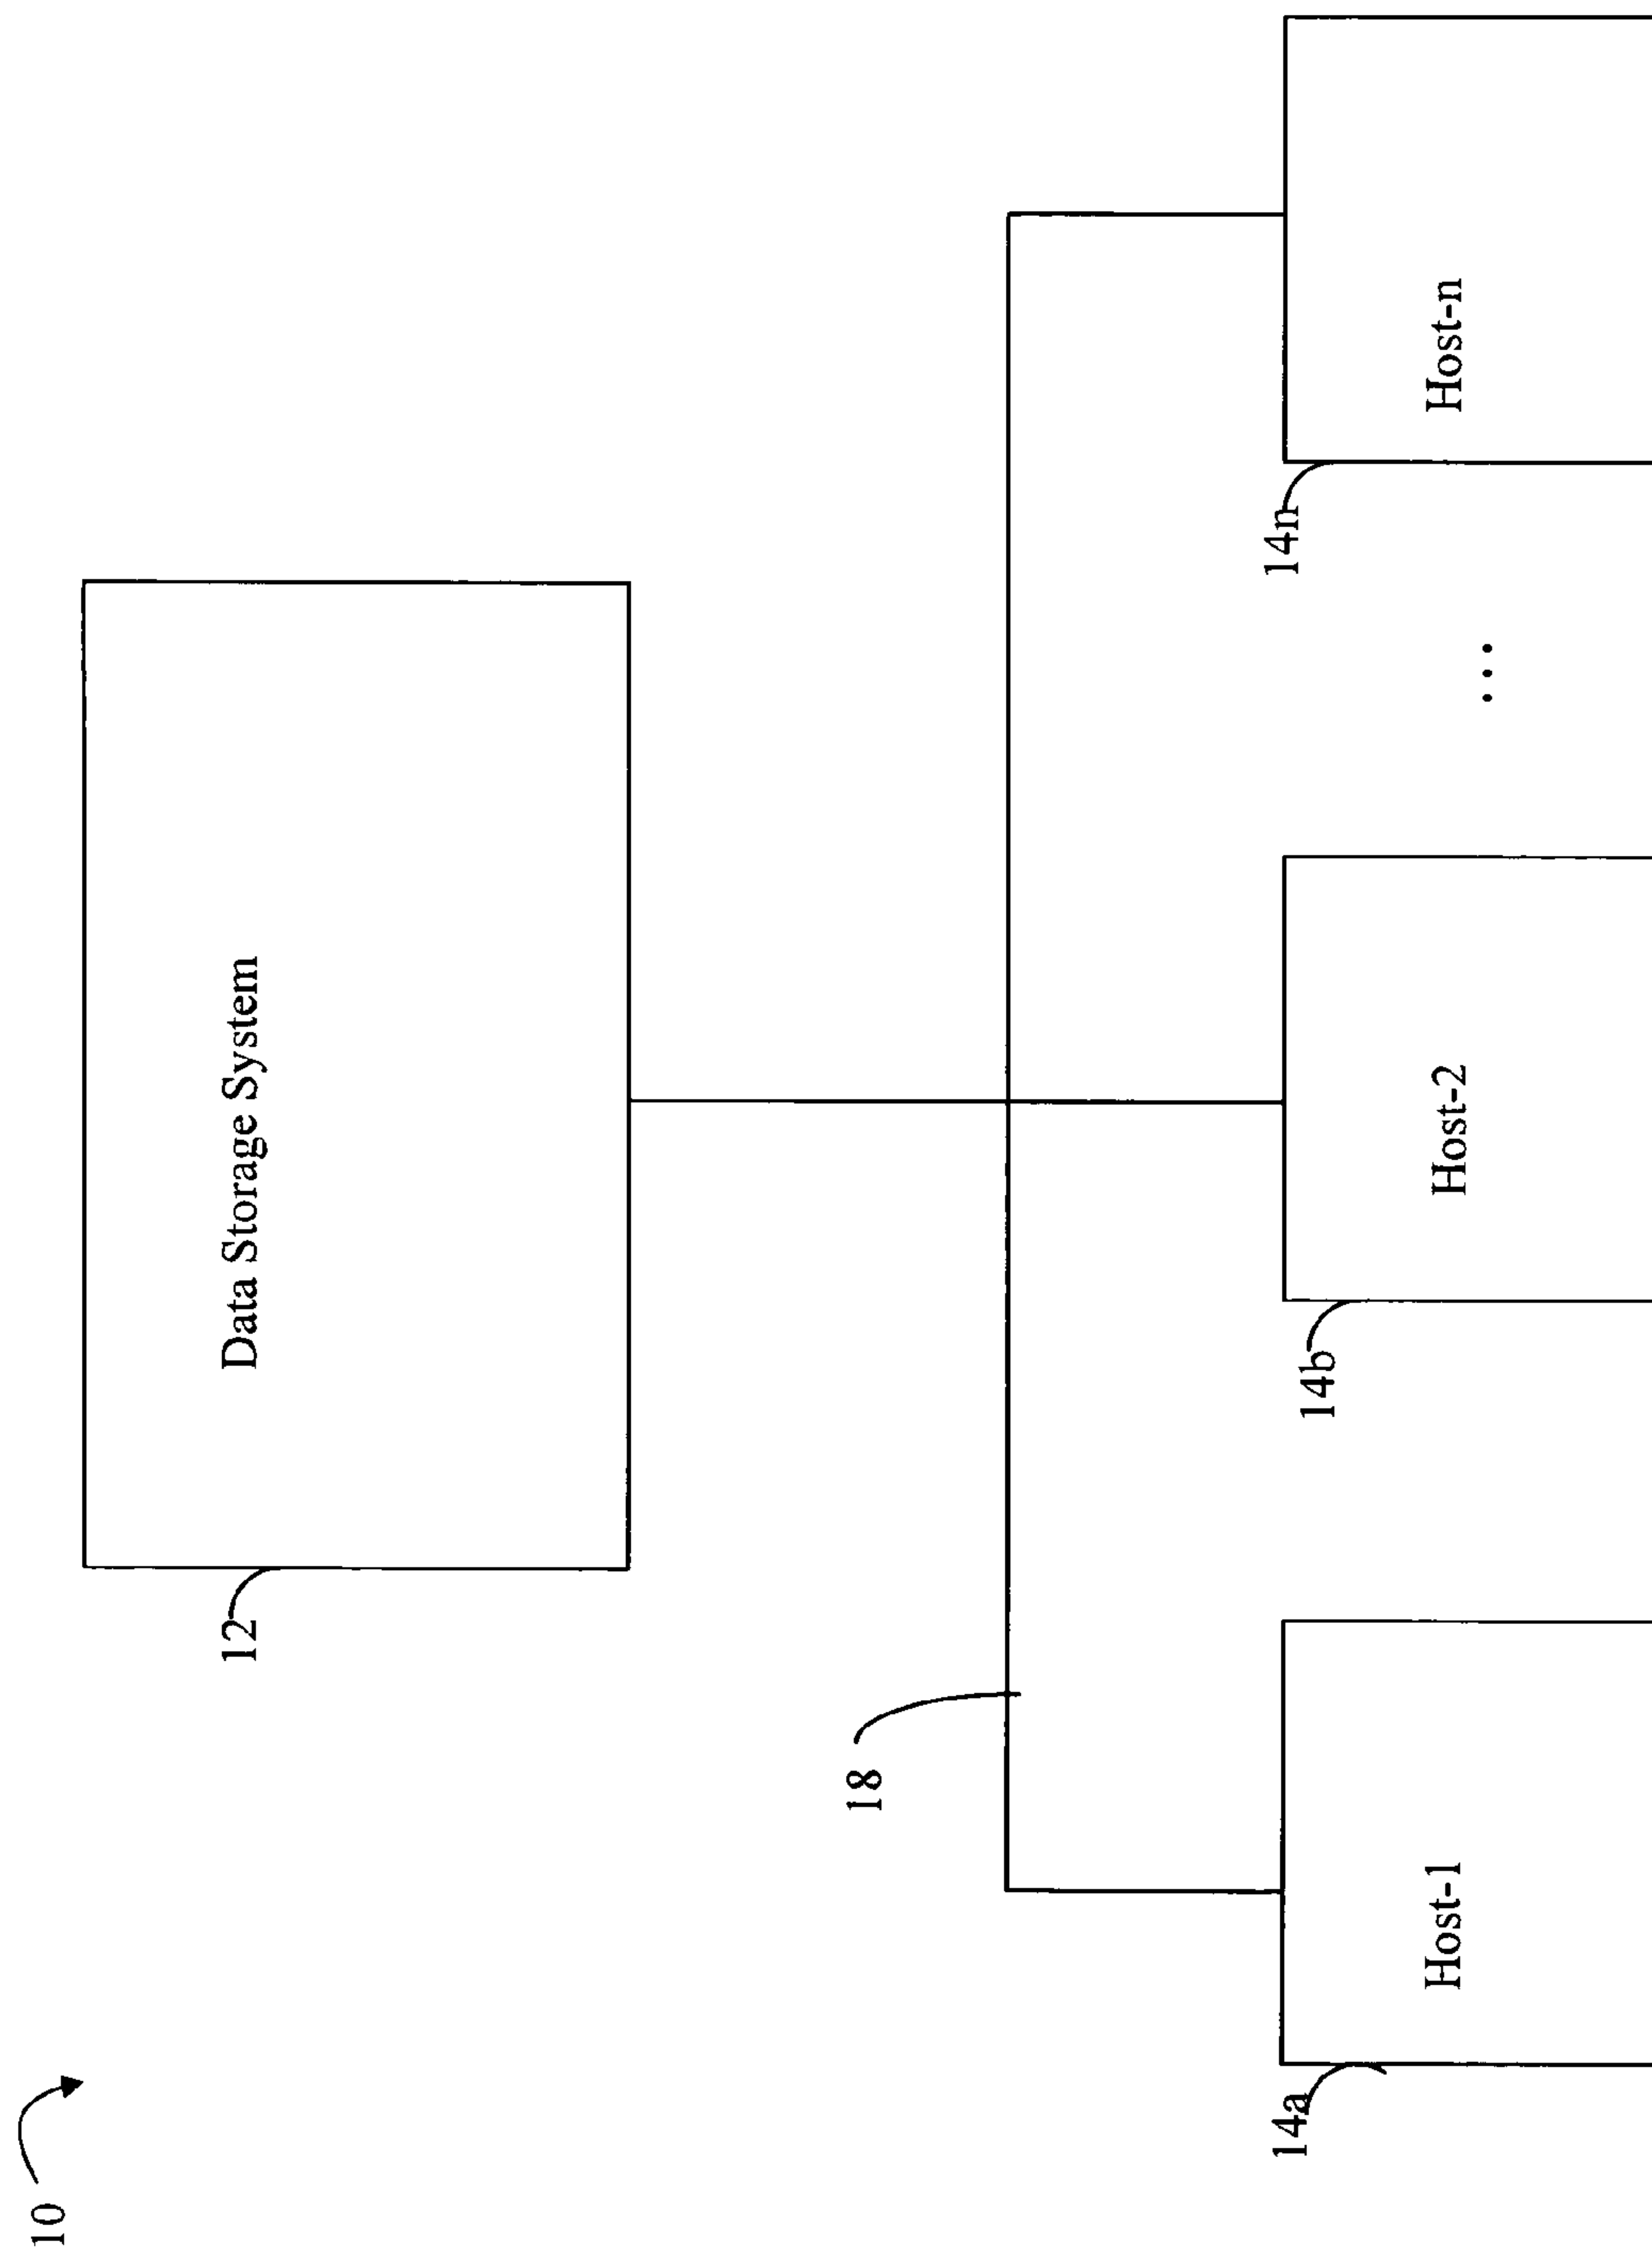 10
12
Data Storage System
18
14a
Host-1
14b
Host-2
...
14n
Host-n